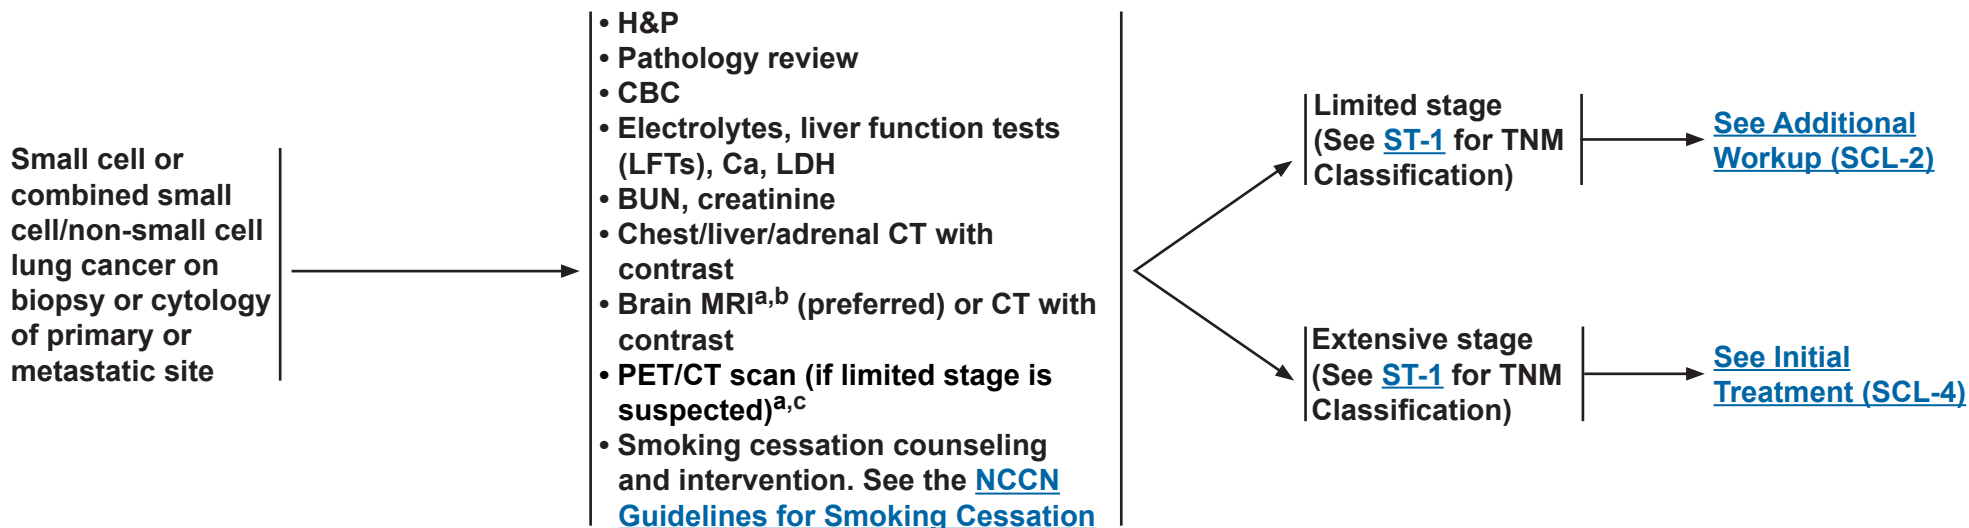 Small cell or
combined small
cell/non-small cell
lung cancer on
biopsy or cytology
of primary or
metastatic site
• H&P
• Pathology review
• CBC
• Electrolytes, liver function tests
(LFTs), Ca, LDH
• BUN, creatinine
• Chest/liver/adrenal CT with
contrast
• Brain MRIa,b (preferred) or CT with
contrast
• PET/CT scan (if limited stage is
suspected)a,c
• Smoking cessation counseling
and intervention. See the NCCN
Guidelines for Smoking Cessation
Limited stage
(See ST-1 for TNM
Classification)
See Additional
Workup (SCL-2)
Extensive stage
(See ST-1 for TNM
Classification)
See Initial
Treatment (SCL-4)